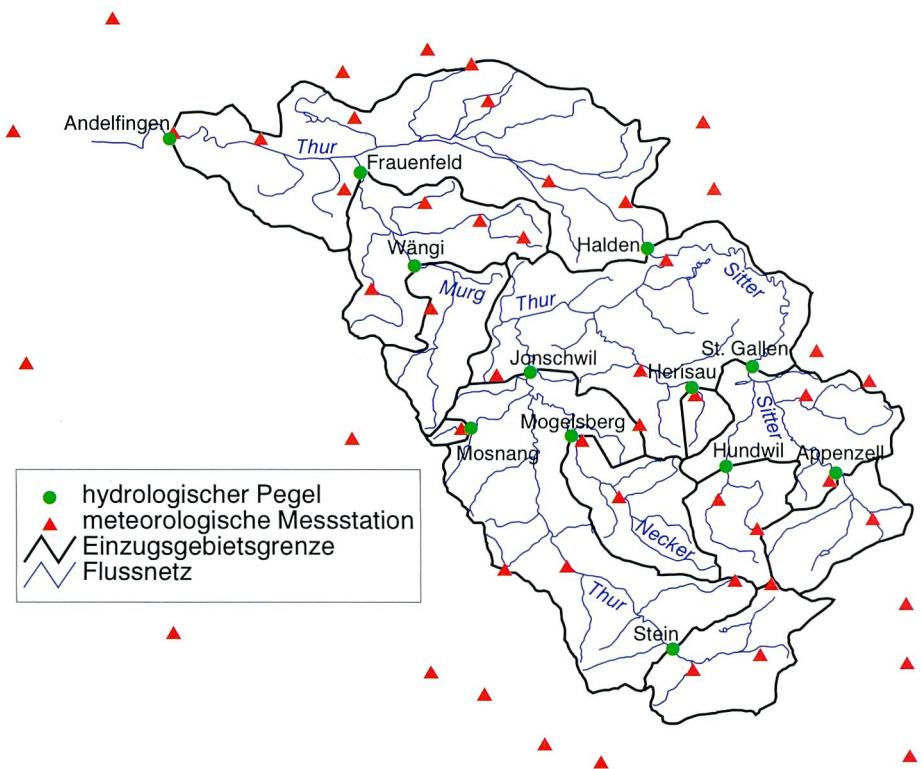 Andelfingen
Thur
Frauenfeld
Wängi
Halden
Murg
Thur
Sitter
Jonschwil
St. Gallen
Herisau
Sitter
Mogelsberg
Mosnang
Hundwil
Appenzell
Necker
Thur
Stein
hydrologischer Pegel
meteorologische Messstation
Einzugsgebietsgrenze
Flussnetz